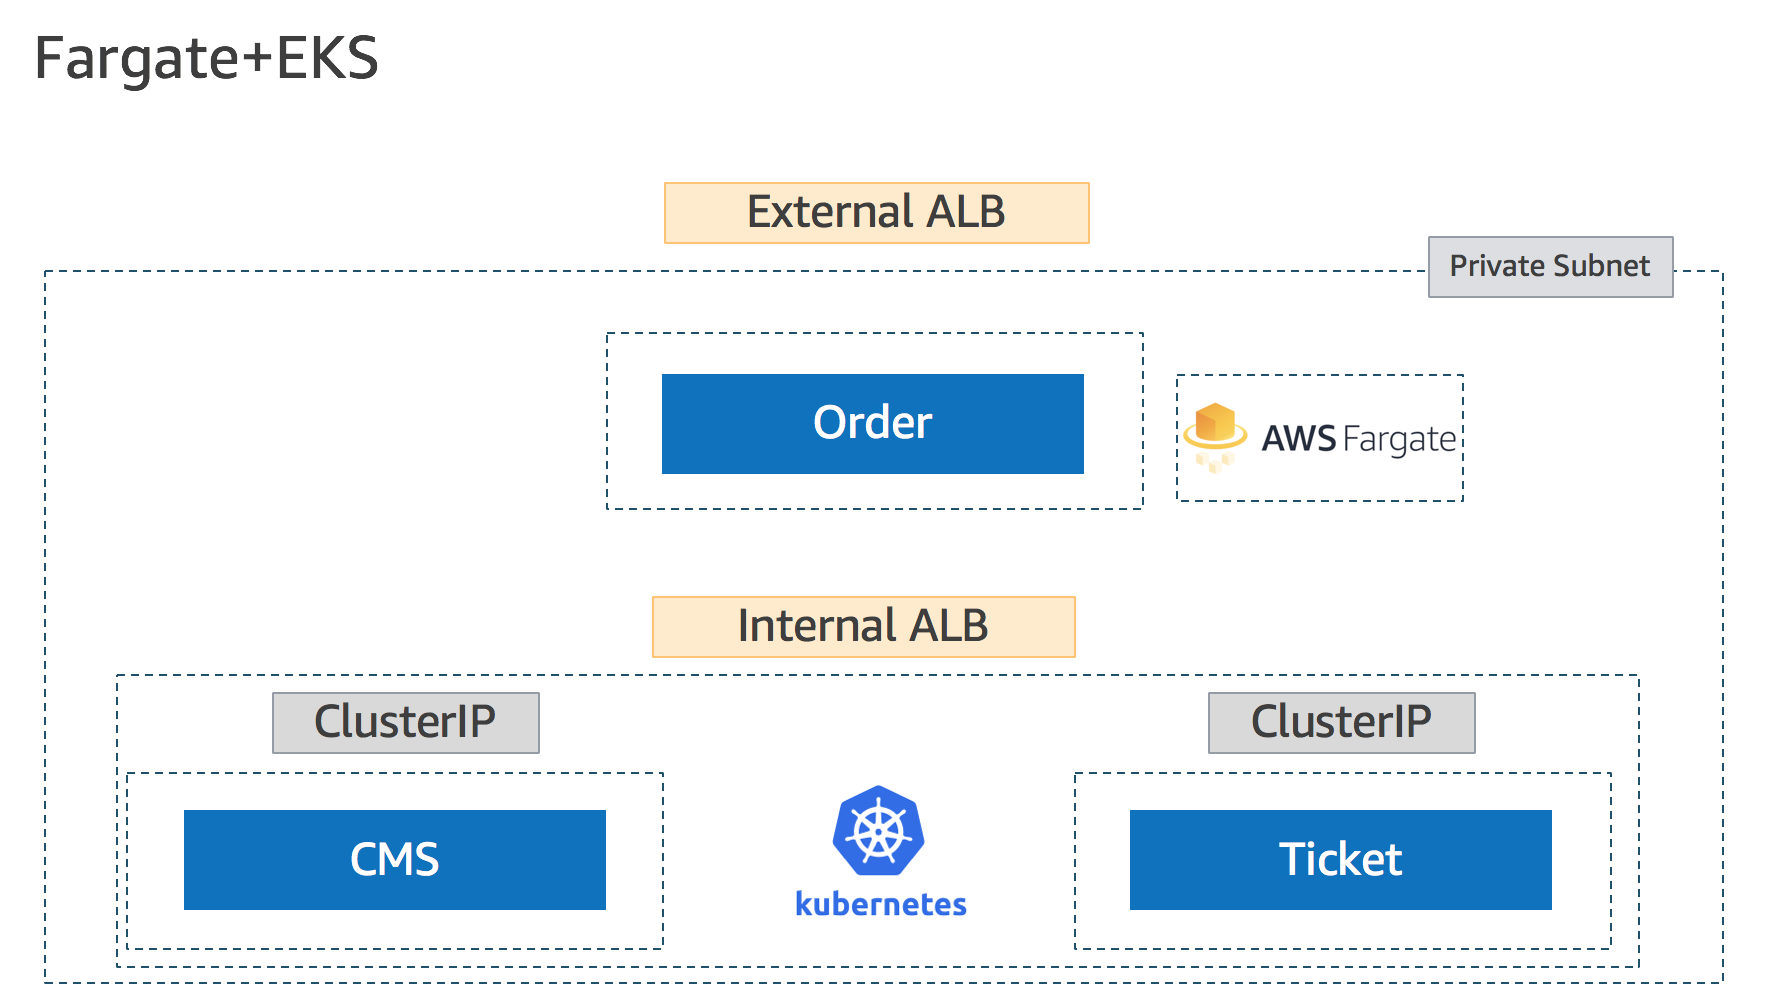 Fargate+EKS
External ALB
Private Subnet
Order
AWS Fargate
Internal ALB
ClusterIP
ClusterIP
CMS
kubernetes
Ticket